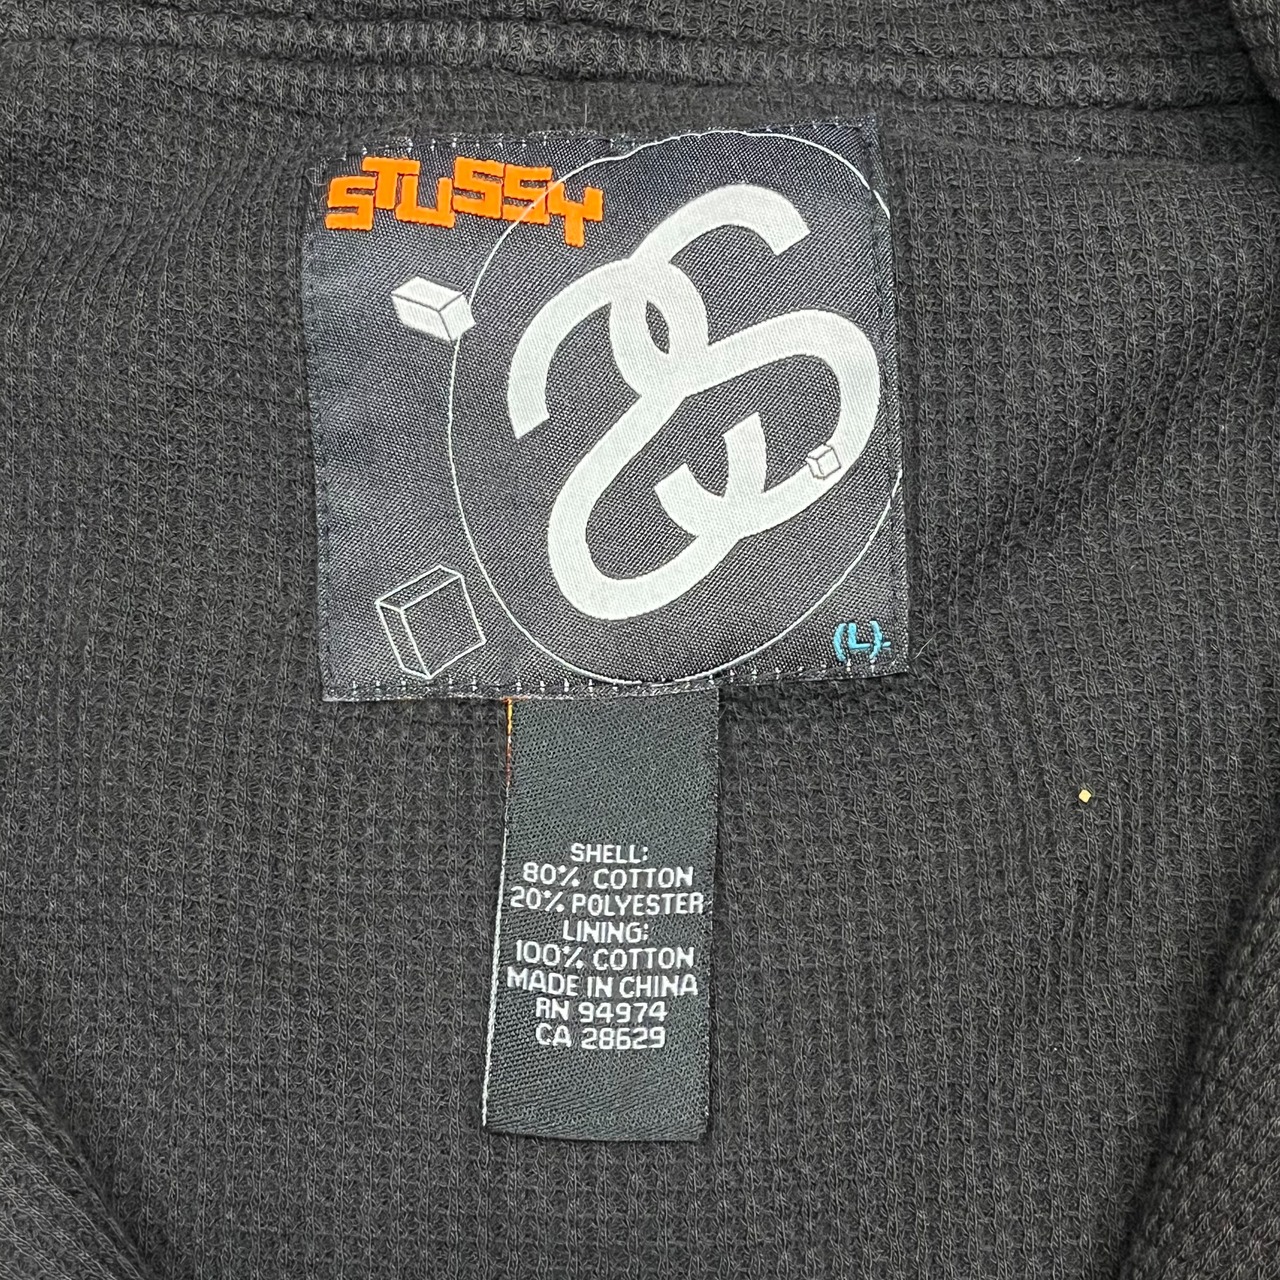 STUSSY
(L).
SHELL:
80% COTTON
20% POLYESTER
LINING:
100% COTTON
MADE IN CHINA
RN 94974
CA 28629